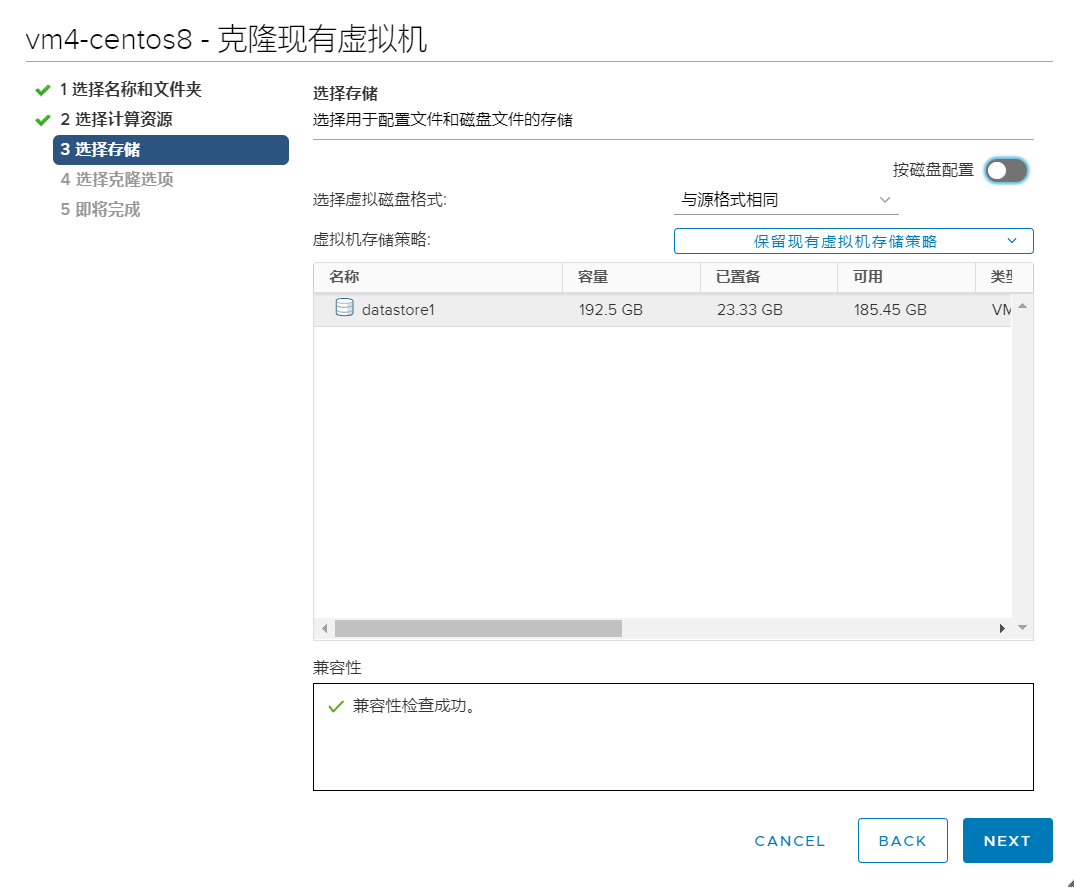 vm4-centos8 - 克隆现有虚拟机
1 选择名称和文件夹
2 选择计算资源
3 选择存储
4 选择克隆选项
5 即将完成
选择存储
选择用于配置文件和磁盘文件的存储
按磁盘配置
选择虚拟磁盘格式: 与源格式相同
虚拟机存储策略: 保留现有虚拟机存储策略
名称 容量 已置备 可用 类型
datastore1 192.5 GB 23.33 GB 185.45 GB VM
兼容性
兼容性检查成功。
CANCEL BACK NEXT